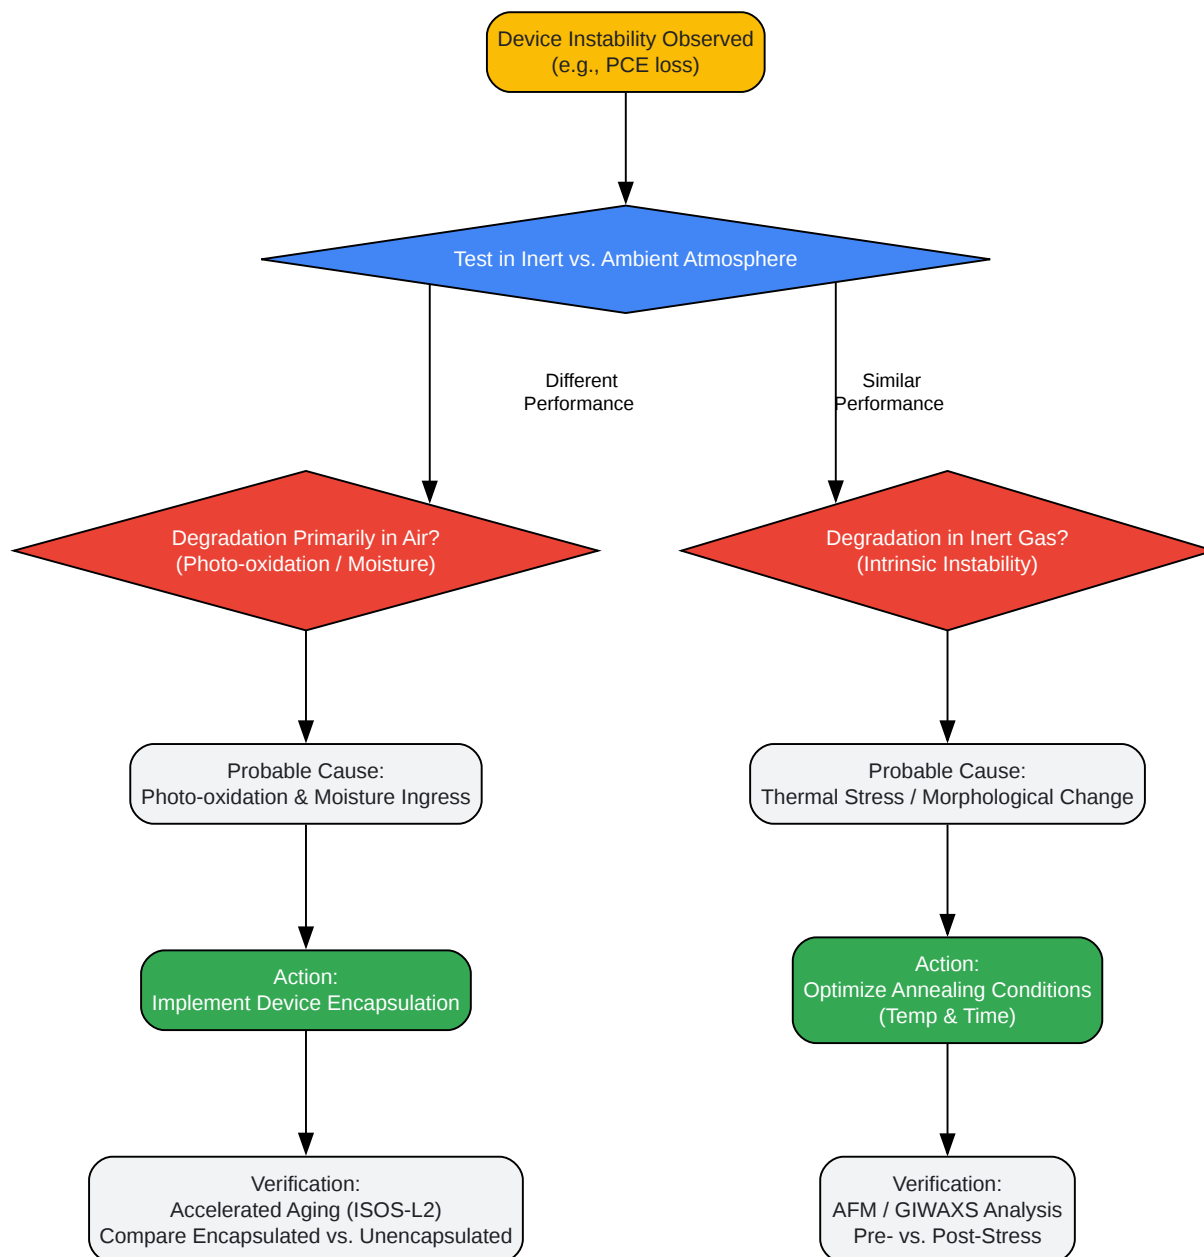 Device Instability Observed
(e.g., PCE loss)
Test in Inert vs. Ambient Atmosphere
Different
Performance
Similar
Performance
Degradation Primarily in Air?
(Photo-oxidation / Moisture)
Degradation in Inert Gas?
(Intrinsic Instability)
Probable Cause:
Photo-oxidation & Moisture Ingress
Probable Cause:
Thermal Stress / Morphological Change
Action:
Implement Device Encapsulation
Action:
Optimize Annealing Conditions
(Temp & Time)
Verification:
Accelerated Aging (ISOS-L2)
Compare Encapsulated vs. Unencapsulated
Verification:
AFM / GIWAXS Analysis
Pre- vs. Post-Stress